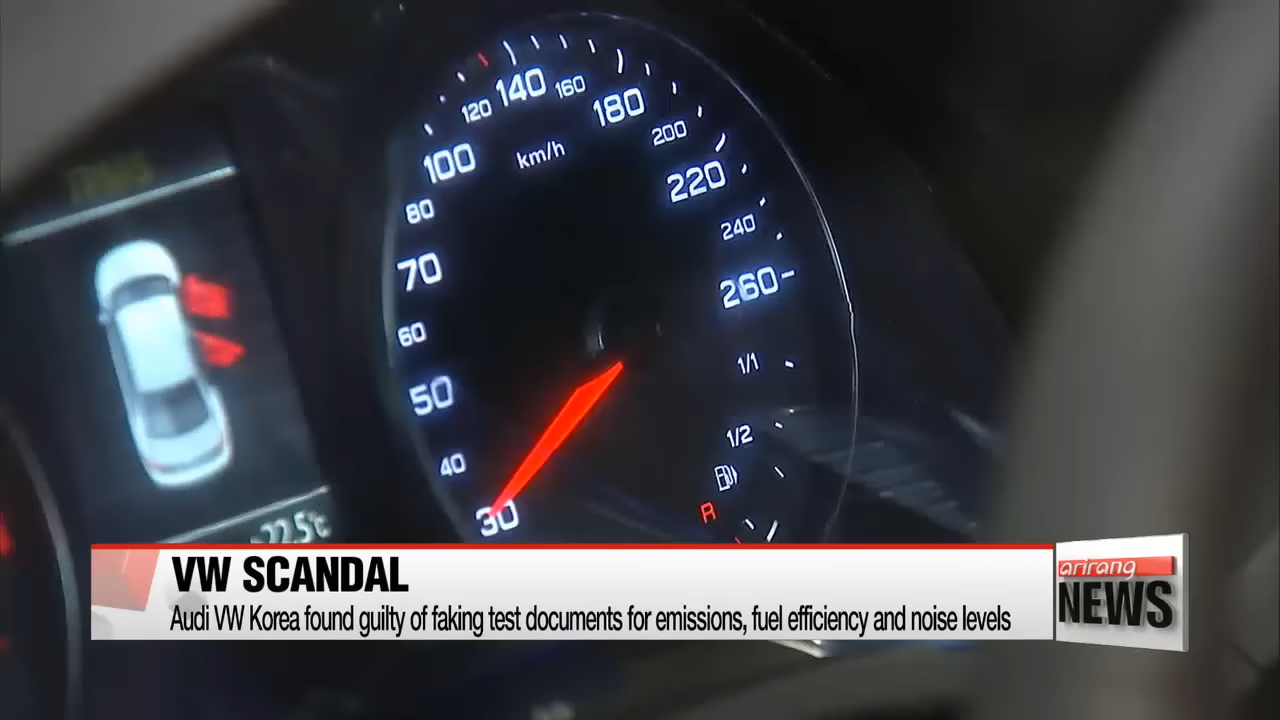 120
140
160
180
100
km/h
200
80
220
70
240
260
60
1/1
50
1/2
40
30
R
22.5°C
VW SCANDAL
Audi VW Korea found guilty of faking test documents for emissions, fuel efficiency and noise levels
arirang
NEWS